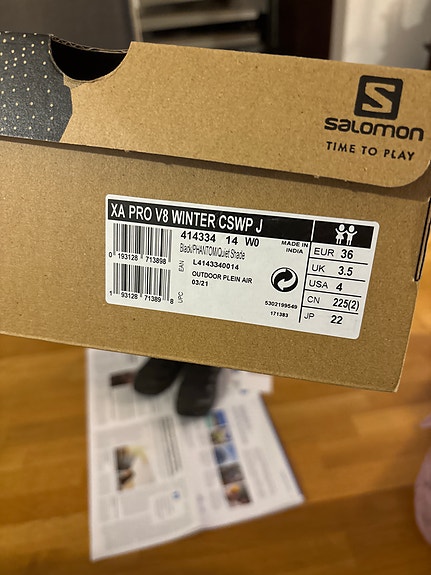 SALOMON
TIME TO PLAY
XA PRO V8 WINTER CSWP J
414334 14 W0
Black/PHANTOM/Quiet Shade
MADE IN
INDIA
0 193128 713898
EAN
L4143340014
OUTDOOR PLEIN AIR
03/21
1 93128 71389 8
UPC
5302199549
171383
EUR 36
UK 3.5
USA 4
CN 225(2)
JP 22